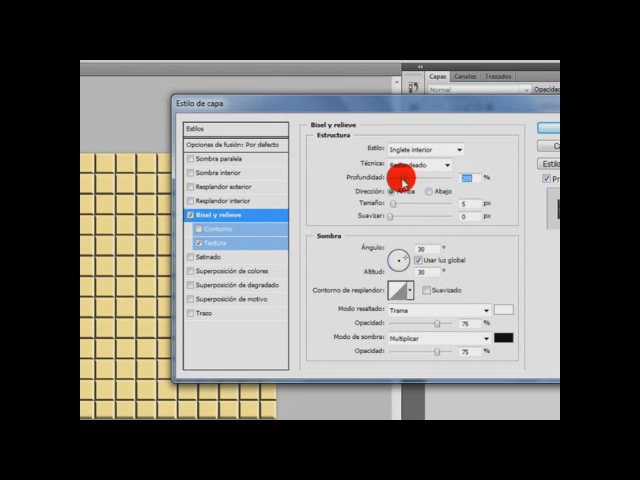 Capas Canales Trazados
Normal Opacidad
Estilo de capa
Estilos
Opciones de fusión: Por defecto
Sombra paralela
Sombra interior
Resplandor exterior
Resplandor interior
Bisel y relieve
Contorno
Textura
Satinado
Superposición de colores
Superposición de degradado
Superposición de motivo
Trazo
Bisel y relieve
Estructura
Estilo: Inglete interior
Técnica: Redondeado
Profundidad: %
Dirección: Arriba Abajo
Tamaño: 5 px
Suavizar: 0 px
Sombra
Ángulo: 30 °
Usar luz global
Altitud: 30 °
Contorno de resplandor: Suavizado
Modo resaltado: Trama
Opacidad: 75 %
Modo de sombra: Multiplicar
Opacidad: 75 %